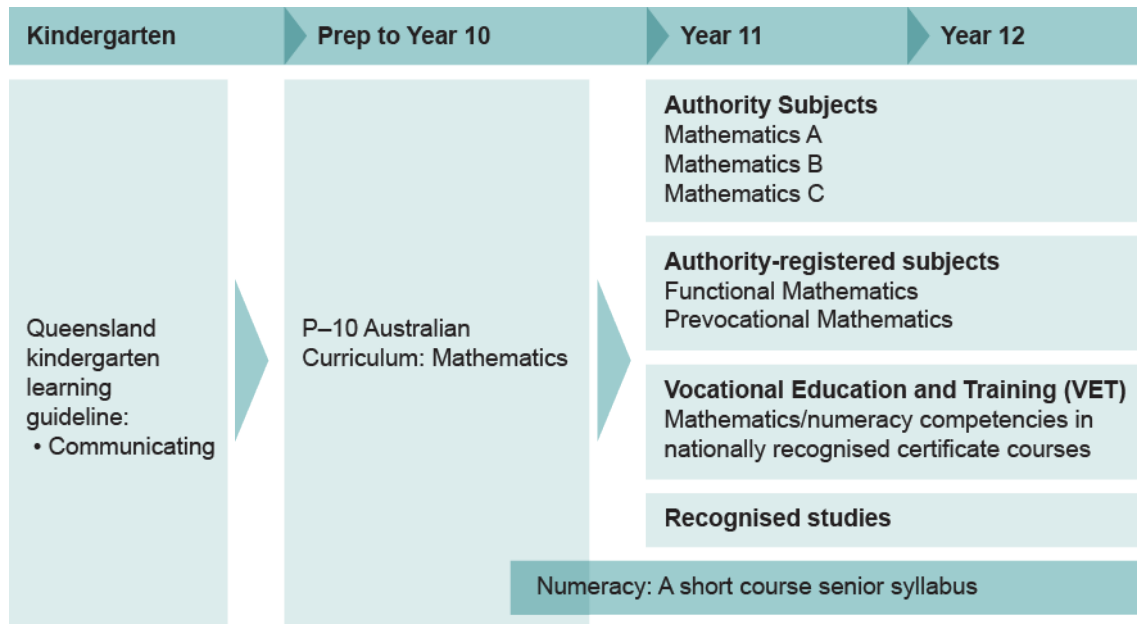 Kindergarten
Prep to Year 10
Year 11
Year 12
Queensland
kindergarten
learning
guideline:
• Communicating
P–10 Australian
Curriculum: Mathematics
Authority Subjects
Mathematics A
Mathematics B
Mathematics C
Authority-registered subjects
Functional Mathematics
Prevocational Mathematics
Vocational Education and Training (VET)
Mathematics/numeracy competencies in
nationally recognised certificate courses
Recognised studies
Numeracy: A short course senior syllabus